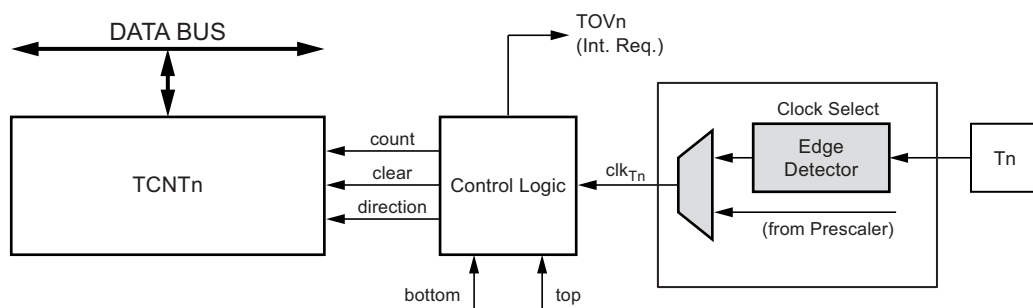 DATA BUS
TOVn
(Int. Req.)
Clock Select
count
Edge
Detector
Tn
TCNTn
clear
Control Logic
clkTn
direction
(from Prescaler)
bottom
top